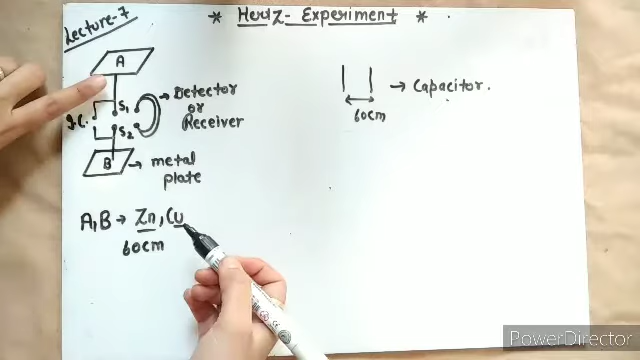 Lecture-7
* Hertz- Experiment *
A
S1
Detector
or
Receiver
I.C.
S2
B
metal
plate
A,B → Zn, Cu
60cm
→ Capacitor.
60cm
PowerDirector